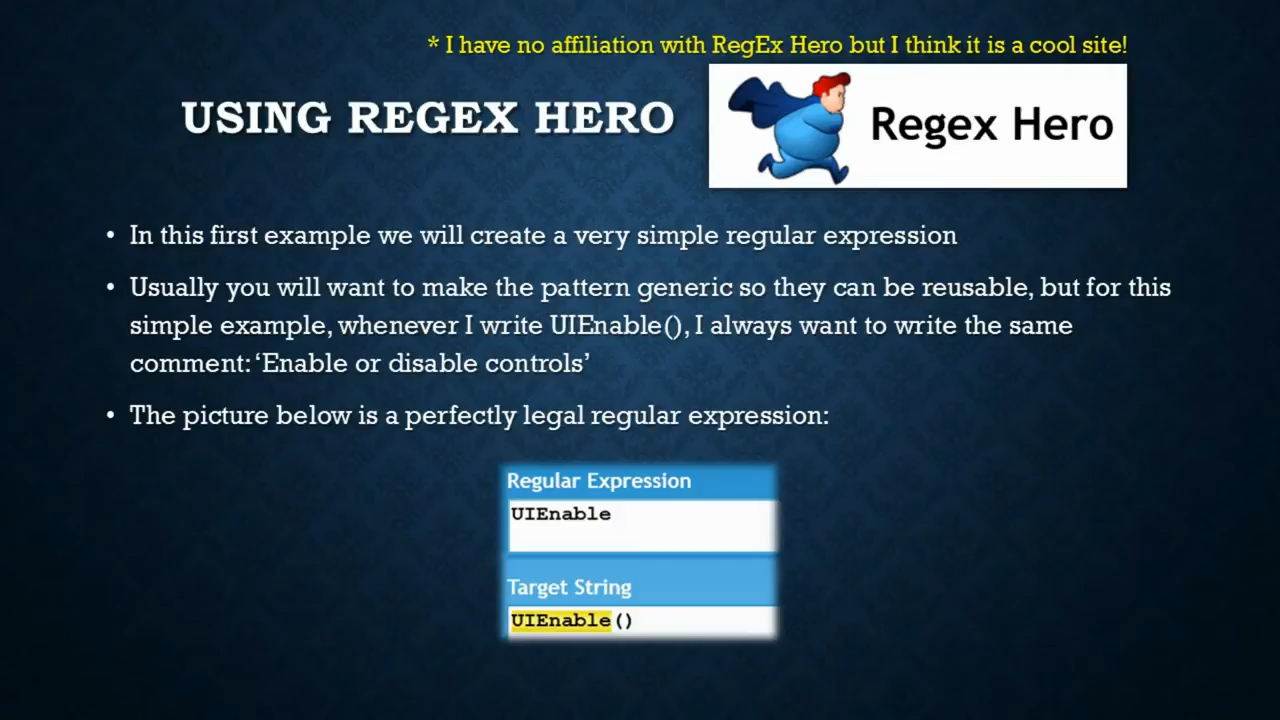 * I have no affiliation with RegEx Hero but I think it is a cool site!
USING REGEX HERO
Regex Hero
• In this first example we will create a very simple regular expression
• Usually you will want to make the pattern generic so they can be reusable, but for this
simple example, whenever I write UIEnable(), I always want to write the same
comment: ‘Enable or disable controls’
• The picture below is a perfectly legal regular expression:
Regular Expression
UIEnable
Target String
UIEnable()